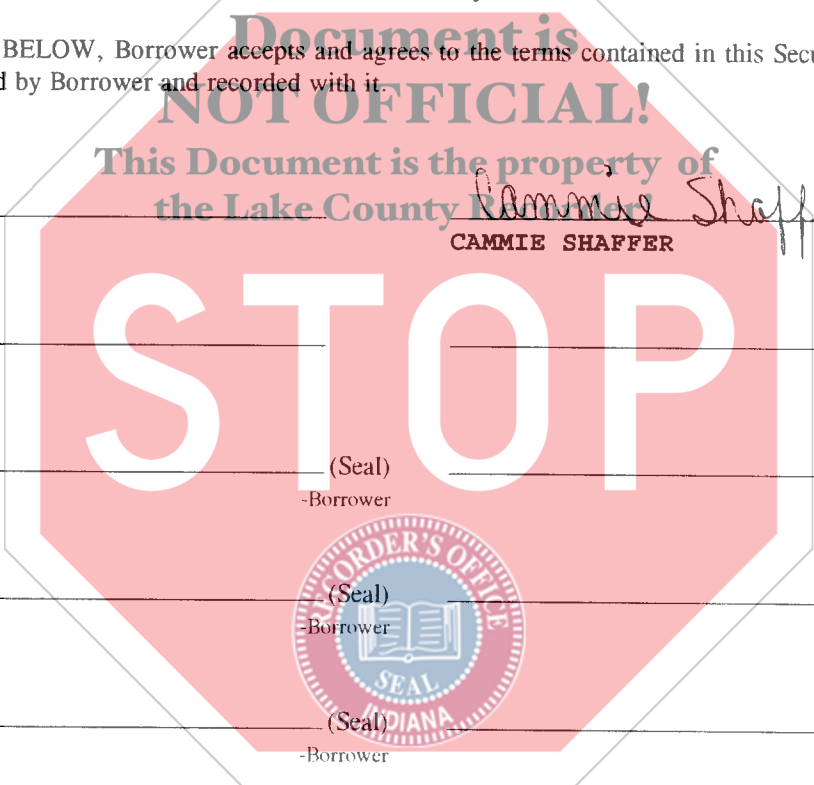 Document is
BELOW, Borrower accepts and agrees to the terms contained in this Secu
d by Borrower and recorded with it.
NOT OFFICIAL!
This Document is the property of
the Lake County Recorder!
Cammie Shaff
CAMMIE SHAFFER
STOP
(Seal)
-Borrower
RECORDER'S OFFICE
(Seal)
-Borrower
SEAL
INDIANA
(Seal)
-Borrower